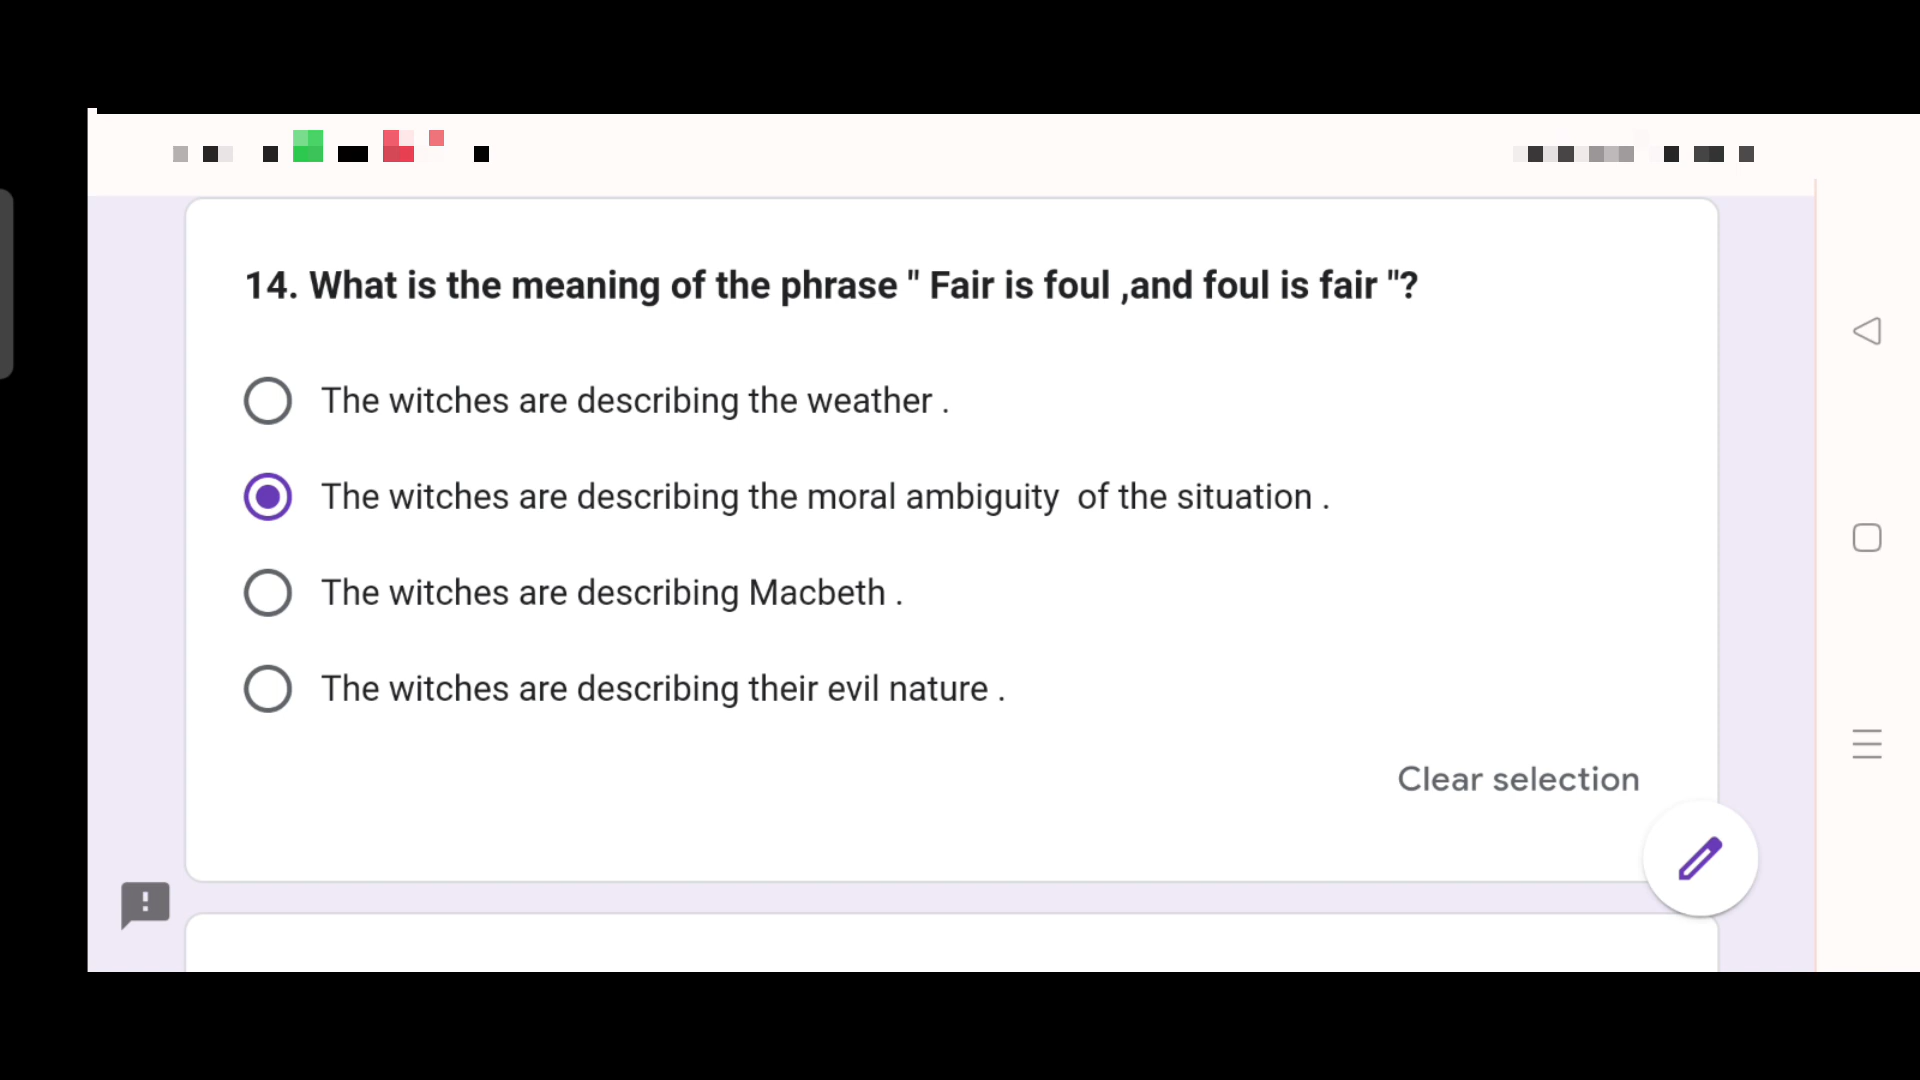 14. What is the meaning of the phrase " Fair is foul ,and foul is fair "?
The witches are describing the weather .
The witches are describing the moral ambiguity  of the situation .
The witches are describing Macbeth .
The witches are describing their evil nature .
Clear selection